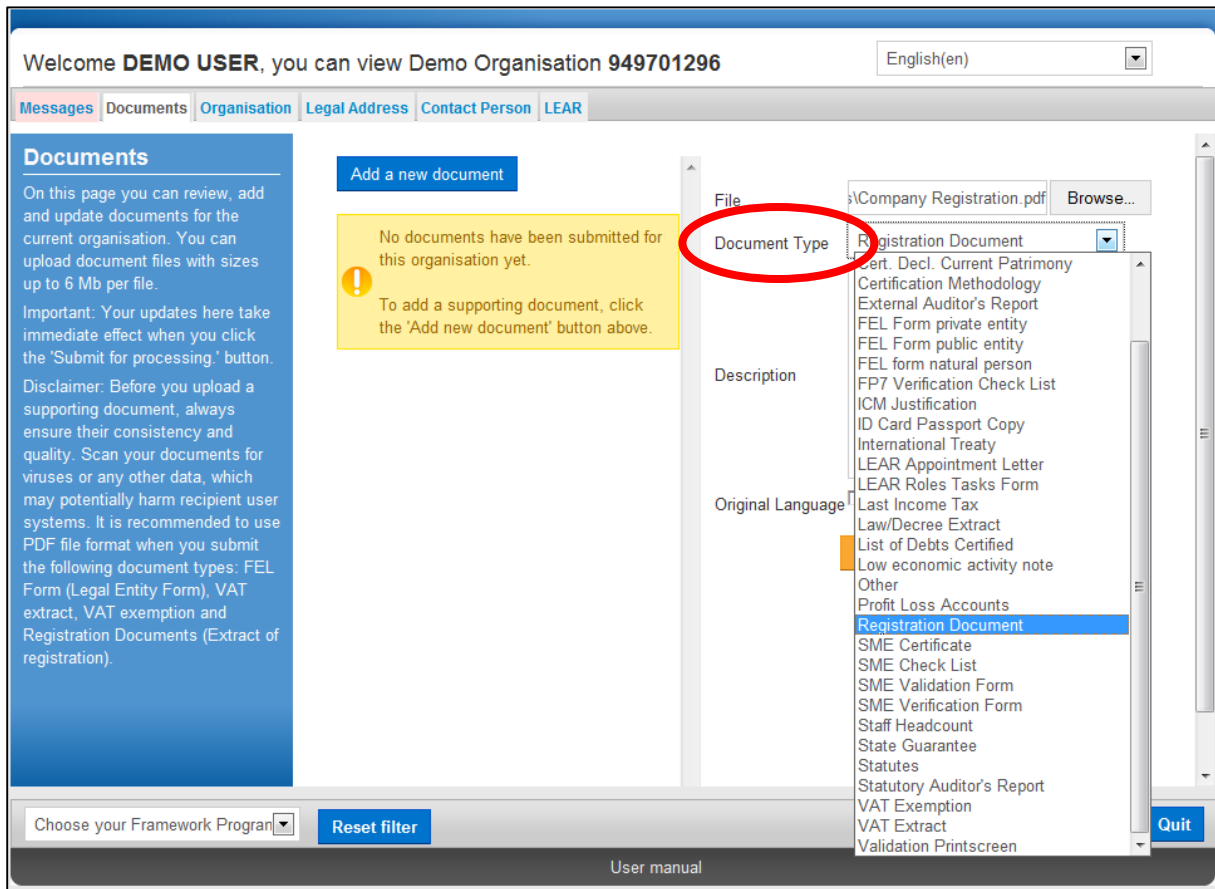 Welcome DEMO USER, you can view Demo Organisation 949701296
English(en)
Messages Documents Organisation Legal Address Contact Person LEAR
Documents
On this page you can review, add
and update documents for the
current organisation. You can
upload document files with sizes
up to 6 Mb per file.
Important: Your updates here take
immediate effect when you click
the 'Submit for processing.' button.
Disclaimer: Before you upload a
supporting document, always
ensure their consistency and
quality. Scan your documents for
viruses or any other data, which
may potentially harm recipient user
systems. It is recommended to use
PDF file format when you submit
the following document types: FEL
Form (Legal Entity Form), VAT
extract, VAT exemption and
Registration Documents (Extract of
registration).
Add a new document
No documents have been submitted for
this organisation yet.
To add a supporting document, click
the 'Add new document' button above.
File
s\Company Registration.pdf
Browse...
Document Type
Registration Document
Cert. Decl. Current Patrimony
Certification Methodology
External Auditor's Report
FEL Form private entity
FEL Form public entity
FEL form natural person
FP7 Verification Check List
ICM Justification
ID Card Passport Copy
International Treaty
LEAR Appointment Letter
LEAR Roles Tasks Form
Last Income Tax
Law/Decree Extract
List of Debts Certified
Low economic activity note
Other
Profit Loss Accounts
Registration Document
SME Certificate
SME Check List
SME Validation Form
SME Verification Form
Staff Headcount
State Guarantee
Statutes
Statutory Auditor's Report
VAT Exemption
VAT Extract
Validation Printscreen
Description
Original Language
Choose your Framework Progran
Reset filter
Quit
User manual